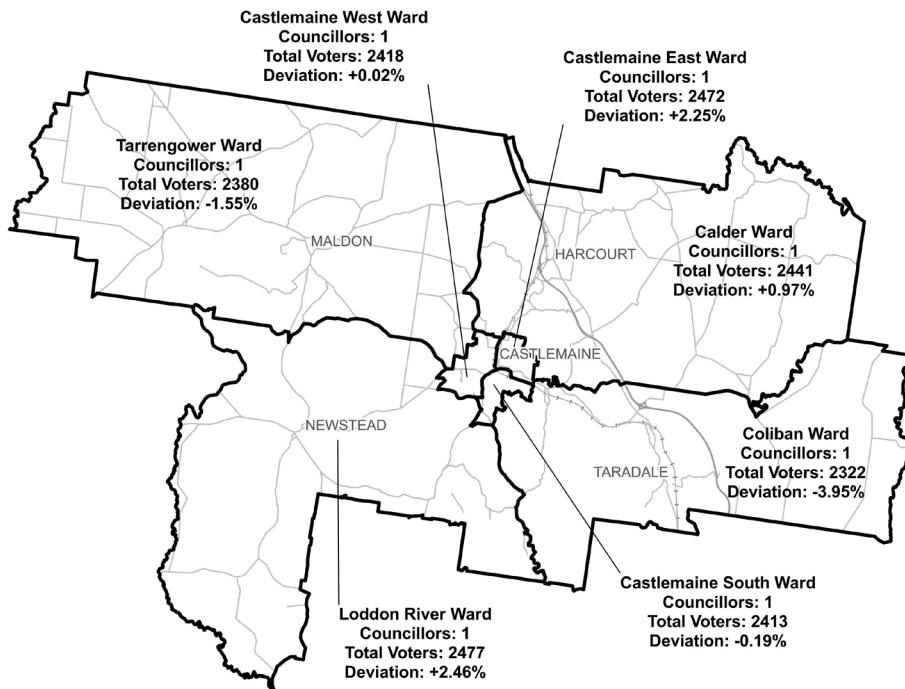 Castlemaine West Ward
Councillors: 1
Total Voters: 2418
Deviation: +0.02%
Castlemaine East Ward
Councillors: 1
Total Voters: 2472
Deviation: +2.25%
Tarrengower Ward
Councillors: 1
Total Voters: 2380
Deviation: -1.55%
MALDON
HARCOURT
Calder Ward
Councillors: 1
Total Voters: 2441
Deviation: +0.97%
CASTLEMAINE
NEWSTEAD
TARADALE
Coliban Ward
Councillors: 1
Total Voters: 2322
Deviation: -3.95%
Castlemaine South Ward
Councillors: 1
Total Voters: 2413
Deviation: -0.19%
Loddon River Ward
Councillors: 1
Total Voters: 2477
Deviation: +2.46%